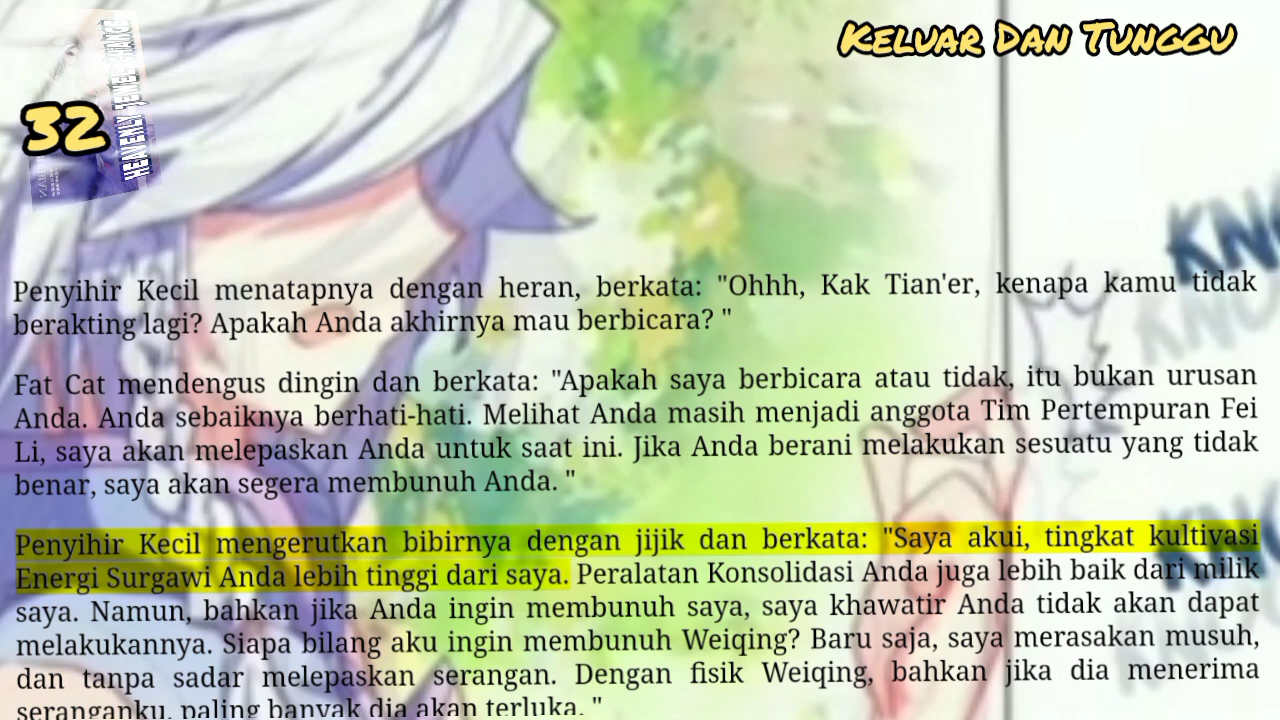 Keluar Dan Tunggu
32
HEAVENLY JEWEL CHANGE
Penyihir Kecil menatapnya dengan heran, berkata: "Ohhh, Kak Tian'er, kenapa kamu tidak
berakting lagi? Apakah Anda akhirnya mau berbicara? "
Fat Cat mendengus dingin dan berkata: "Apakah saya berbicara atau tidak, itu bukan urusan
Anda. Anda sebaiknya berhati-hati. Melihat Anda masih menjadi anggota Tim Pertempuran Fei
Li, saya akan melepaskan Anda untuk saat ini. Jika Anda berani melakukan sesuatu yang tidak
benar, saya akan segera membunuh Anda. "
Penyihir Kecil mengerutkan bibirnya dengan jijik dan berkata: "Saya akui, tingkat kultivasi
Energi Surgawi Anda lebih tinggi dari saya. Peralatan Konsolidasi Anda juga lebih baik dari milik
saya. Namun, bahkan jika Anda ingin membunuh saya, saya khawatir Anda tidak akan dapat
melakukannya. Siapa bilang aku ingin membunuh Weiqing? Baru saja, saya merasakan musuh,
dan tanpa sadar melepaskan serangan. Dengan fisik Weiqing, bahkan jika dia menerima
seranganku, paling banyak dia akan terluka. "